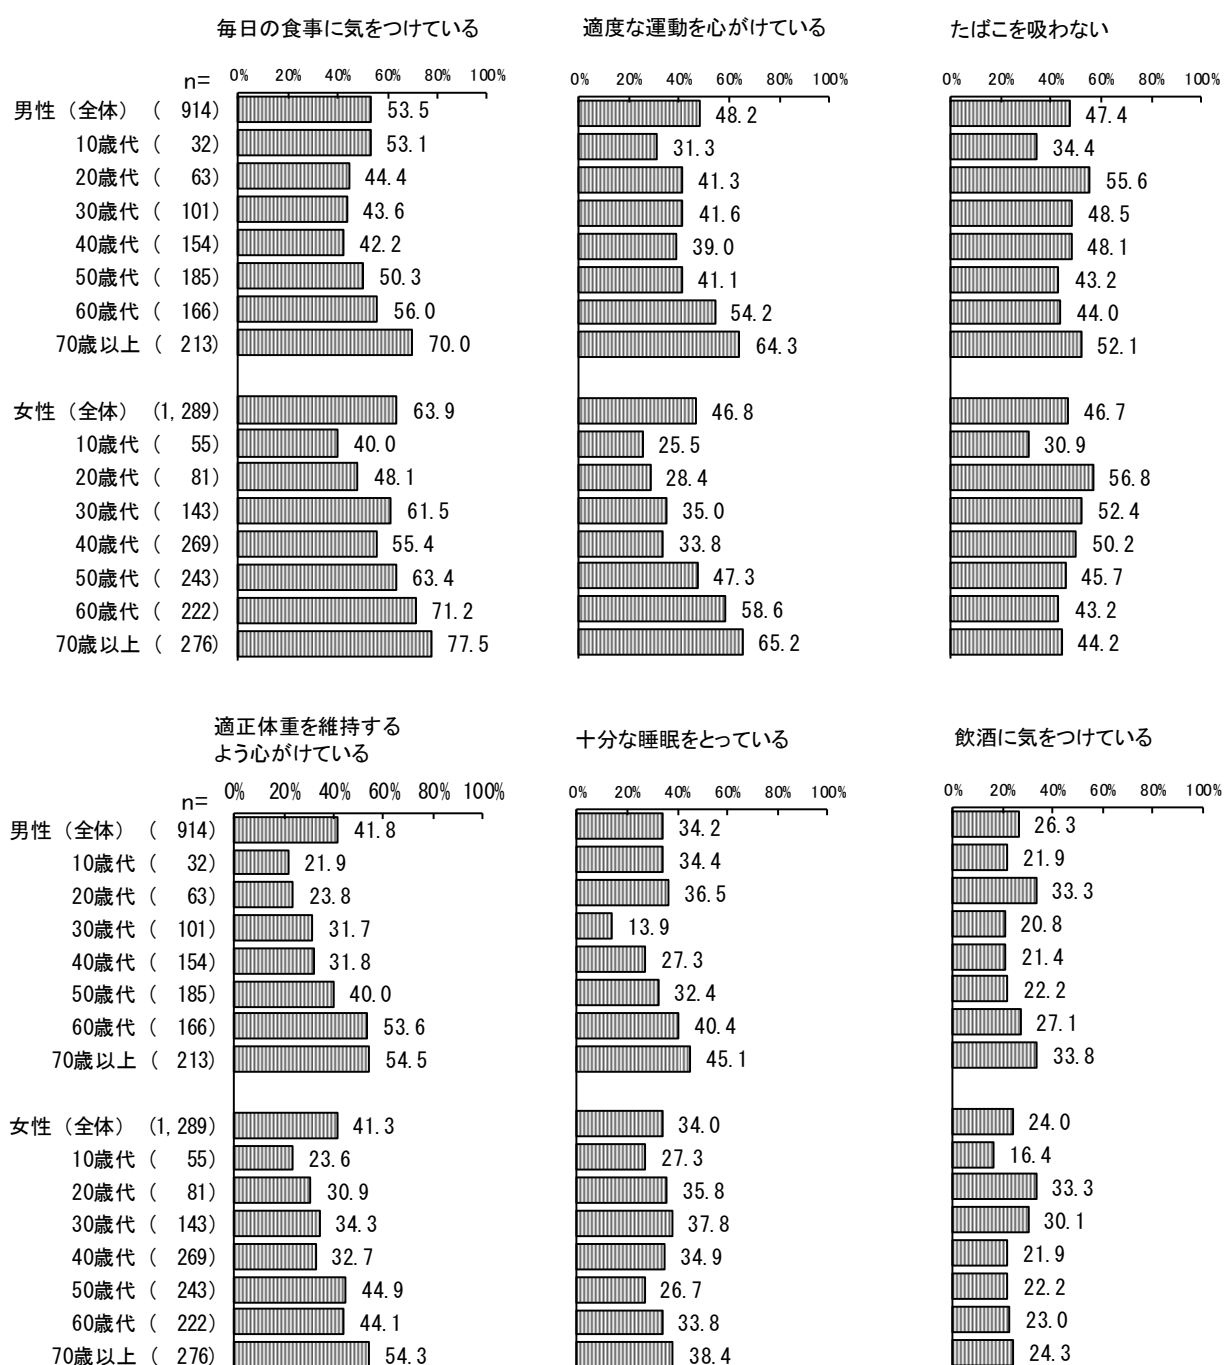 毎日の食事に気をつけている 適度な運動を心がけている たばこを吸わない
n= 0% 20% 40% 60% 80% 100% 0% 20% 40% 60% 80% 100% 0% 20% 40% 60% 80% 100%
男性（全体） ( 914) 53.5 48.2 47.4
10歳代 ( 32) 53.1 31.3 34.4
20歳代 ( 63) 44.4 41.3 55.6
30歳代 ( 101) 43.6 41.6 48.5
40歳代 ( 154) 42.2 39.0 48.1
50歳代 ( 185) 50.3 41.1 43.2
60歳代 ( 166) 56.0 54.2 44.0
70歳以上 ( 213) 70.0 64.3 52.1
女性（全体） (1,289) 63.9 46.8 46.7
10歳代 ( 55) 40.0 25.5 30.9
20歳代 ( 81) 48.1 28.4 56.8
30歳代 ( 143) 61.5 35.0 52.4
40歳代 ( 269) 55.4 33.8 50.2
50歳代 ( 243) 63.4 47.3 45.7
60歳代 ( 222) 71.2 58.6 43.2
70歳以上 ( 276) 77.5 65.2 44.2
適正体重を維持する
よう心がけている 十分な睡眠をとっている 飲酒に気をつけている
n= 0% 20% 40% 60% 80% 100% 0% 20% 40% 60% 80% 100% 0% 20% 40% 60% 80% 100%
男性（全体） ( 914) 41.8 34.2 26.3
10歳代 ( 32) 21.9 34.4 21.9
20歳代 ( 63) 23.8 36.5 33.3
30歳代 ( 101) 31.7 13.9 20.8
40歳代 ( 154) 31.8 27.3 21.4
50歳代 ( 185) 40.0 32.4 22.2
60歳代 ( 166) 53.6 40.4 27.1
70歳以上 ( 213) 54.5 45.1 33.8
女性（全体） (1,289) 41.3 34.0 24.0
10歳代 ( 55) 23.6 27.3 16.4
20歳代 ( 81) 30.9 35.8 33.3
30歳代 ( 143) 34.3 37.8 30.1
40歳代 ( 269) 32.7 34.9 21.9
50歳代 ( 243) 44.9 26.7 22.2
60歳代 ( 222) 44.1 33.8 23.0
70歳以上 ( 276) 54.3 38.4 24.3